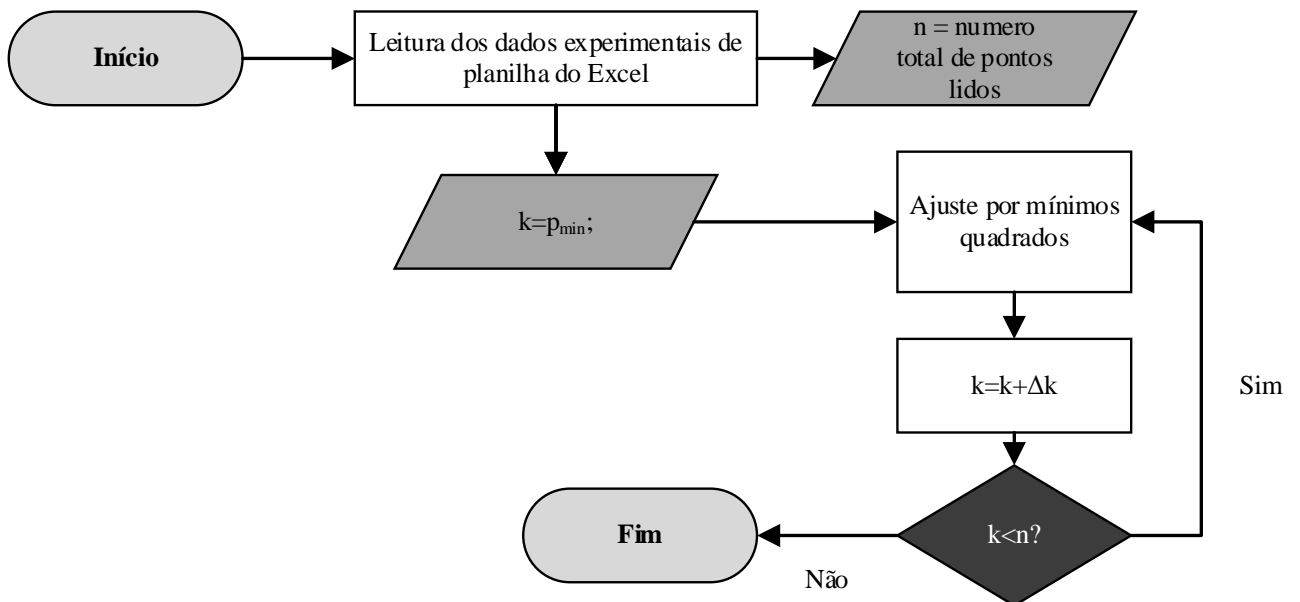 Início
Leitura dos dados experimentais de
planilha do Excel
n = numero
total de pontos
lidos
k=pmin;
Ajuste por mínimos
quadrados
k=k+Δk
Sim
k<n?
Fim
Não